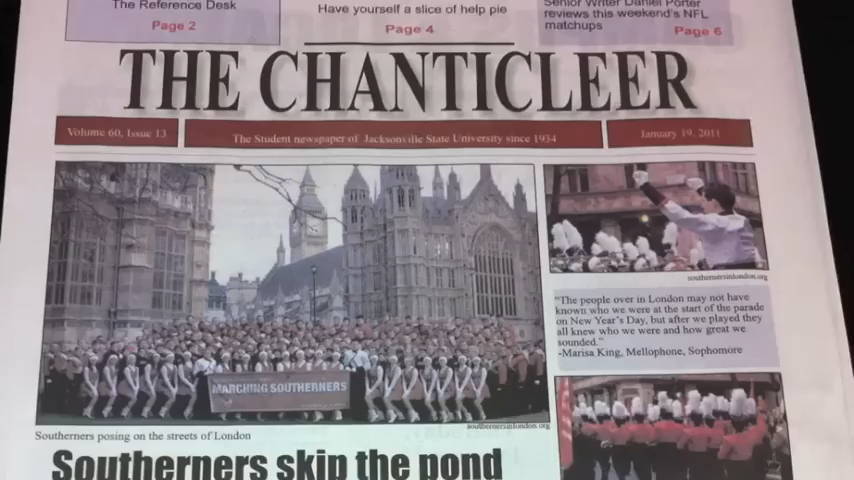 The Reference Desk
Page 2
Have yourself a slice of help pie
Page 4
Senior Writer Daniel Porter
reviews this weekend's NFL
matchups
Page 6
THE CHANTICLEER
Volume 60, Issue 13
The Student newspaper of Jacksonville State University since 1934
January 19, 2011
MARCHING SOUTHERNERS
southernersinlondon.org
Southerners posing on the streets of London
Southerners skip the pond
southernersinlondon.org
"The people over in London may not have
known who we were at the start of the parade
on New Year's Day, but after we played they
all knew who we were and how great we
sounded."
-Marisa King, Mellophone, Sophomore